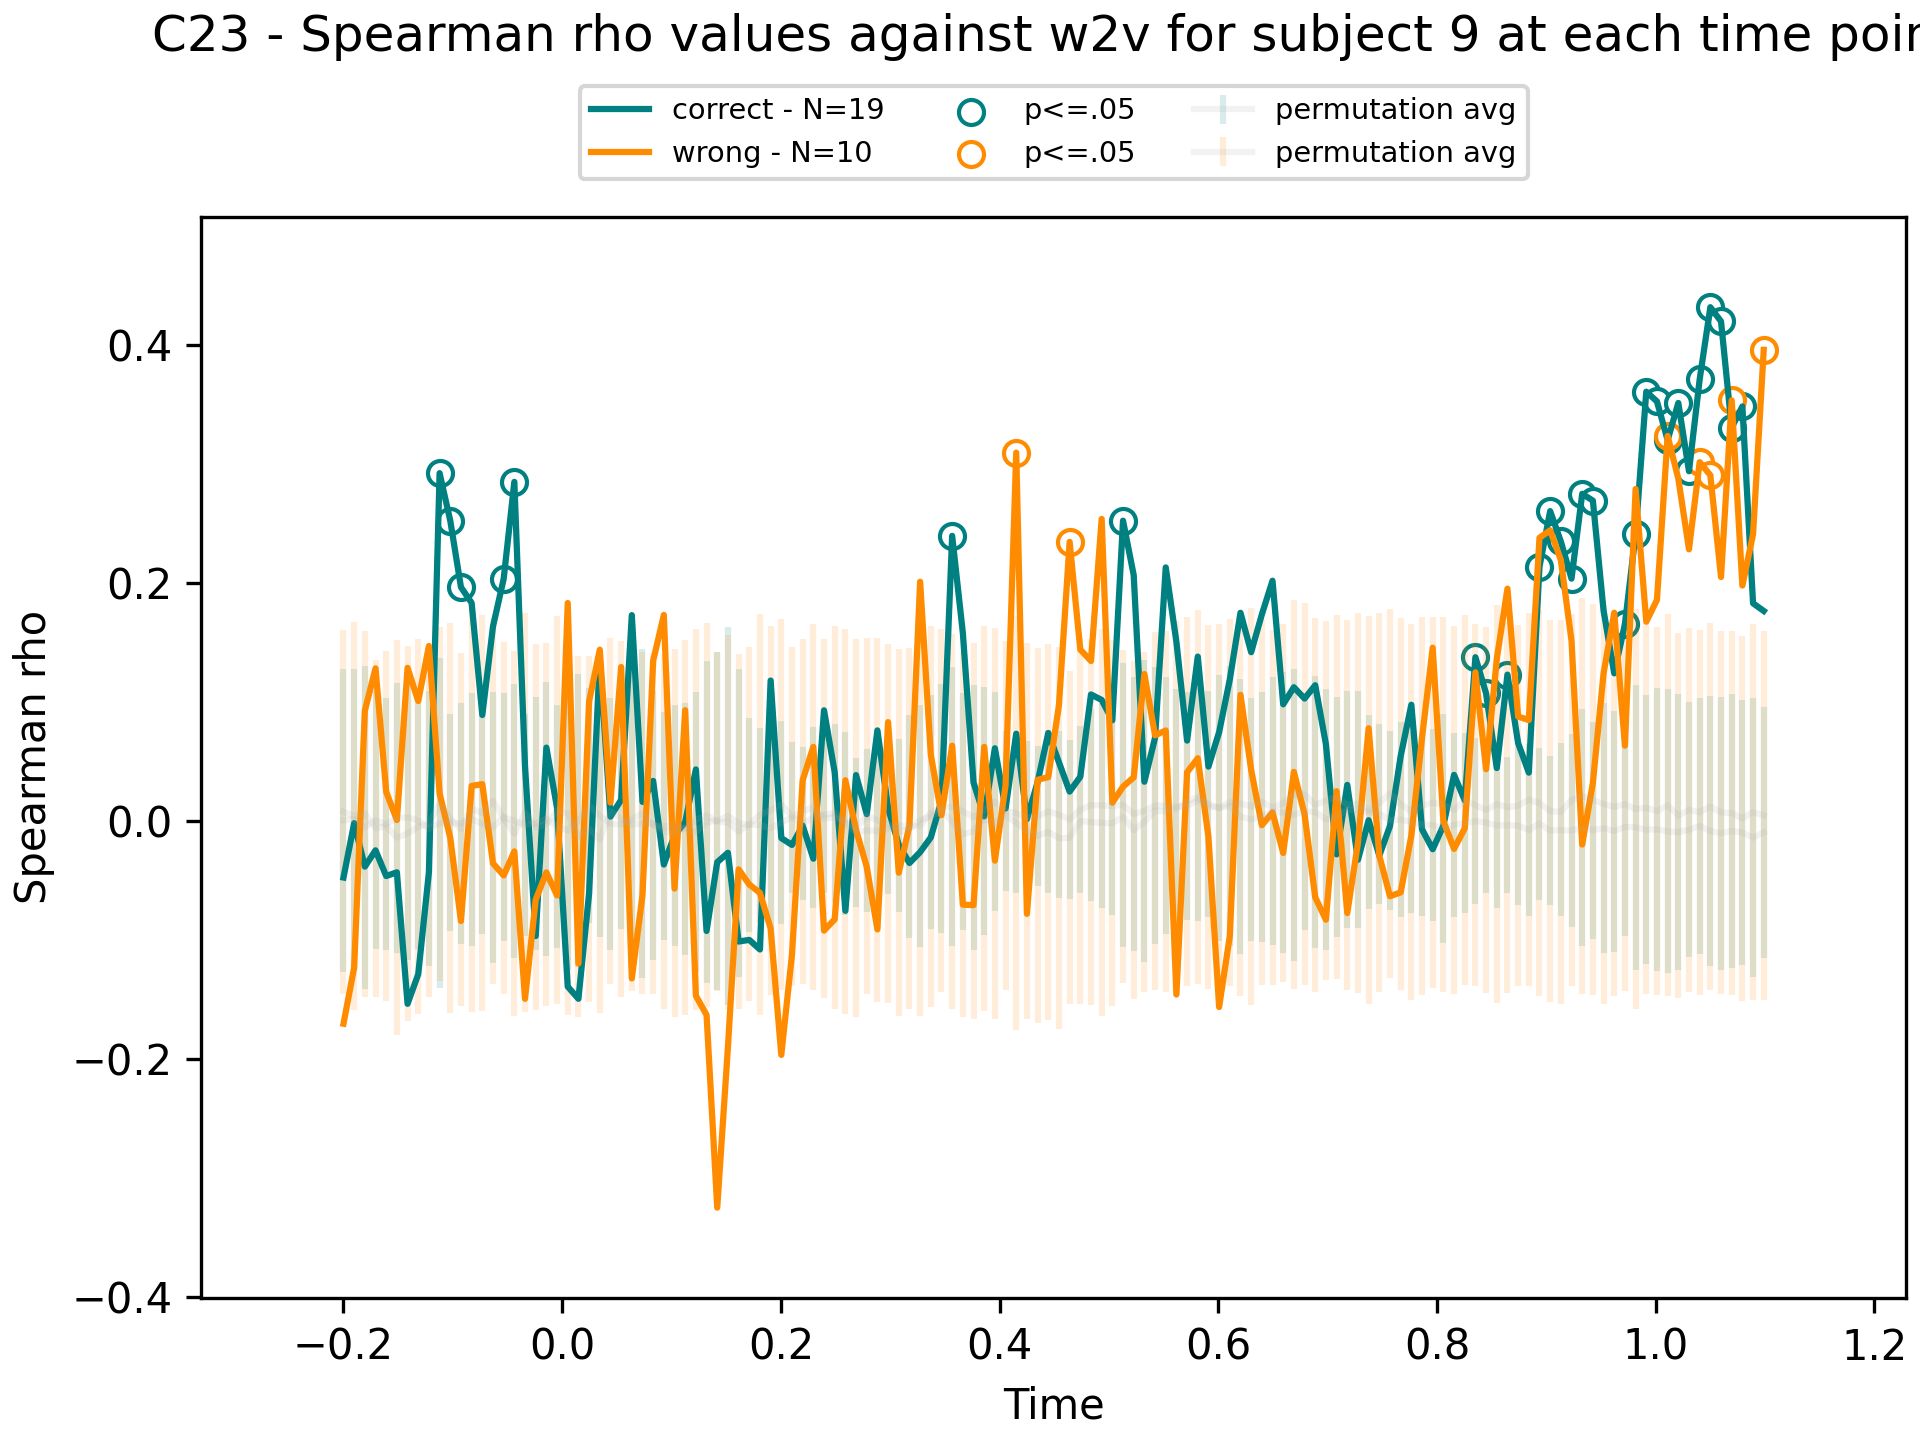 C23 - Spearman rho values against w2v for subject 9 at each time poin
correct - N=19
wrong - N=10
p<=.05
p<=.05
permutation avg
permutation avg
Spearman rho
0.4
0.2
0.0
−0.2
−0.4
−0.2 0.0 0.2 0.4 0.6 0.8 1.0 1.2
Time